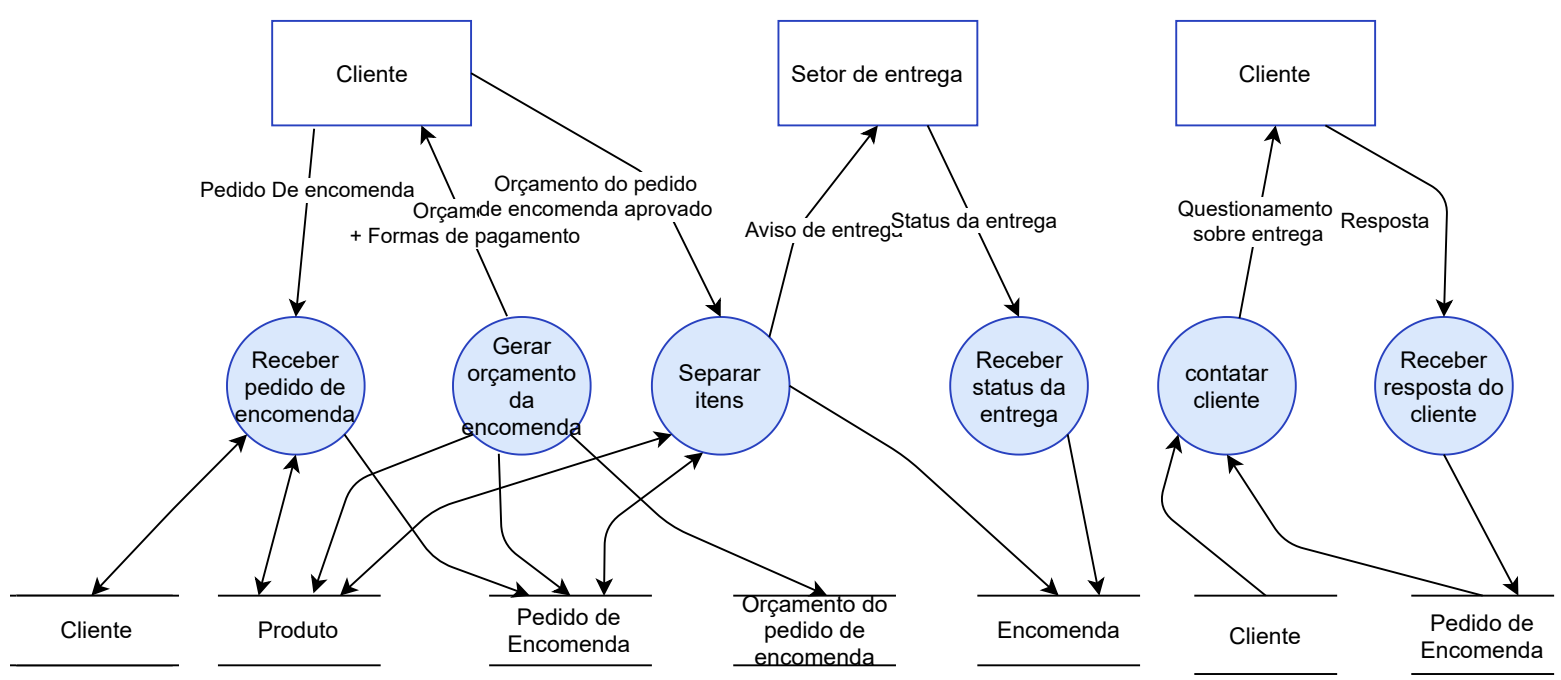 Cliente
Setor de entrega
Cliente
Pedido De encomenda
Orçam
+ Formas de pagamento
Orçamento do pedido
de encomenda aprovado
Aviso de entrega
Status da entrega
Questionamento
sobre entrega
Resposta
Receber
pedido de
encomenda
Gerar
orçamento
da
encomenda
Separar
itens
Receber
status da
entrega
contatar
cliente
Receber
resposta do
cliente
Cliente
Produto
Pedido de
Encomenda
Orçamento do
pedido de
encomenda
Encomenda
Cliente
Pedido de
Encomenda